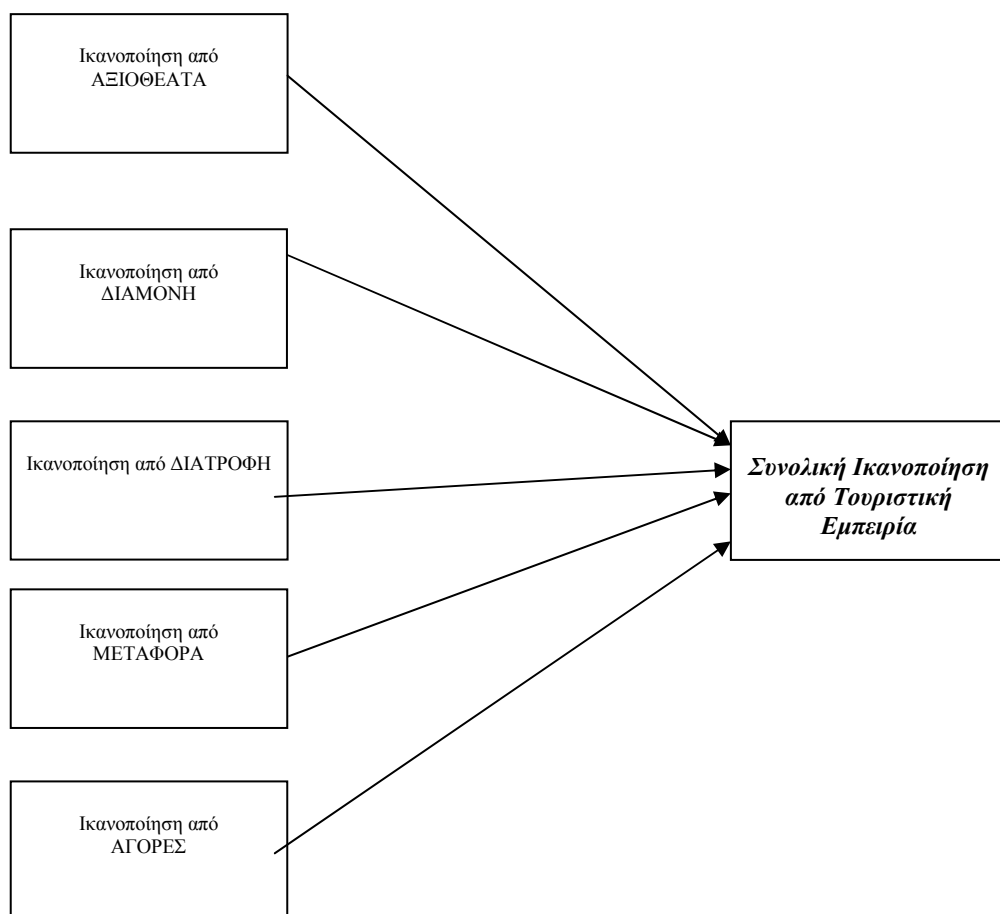 Ικανοποίηση από
ΑΞΙΟΘΕΑΤΑ
Ικανοποίηση από
ΔΙΑΜΟΝΗ
Ικανοποίηση από ΔΙΑΤΡΟΦΗ
Ικανοποίηση από
ΜΕΤΑΦΟΡΑ
Ικανοποίηση από
ΑΓΟΡΕΣ
Συνολική Ικανοποίηση
από Τουριστική
Εμπειρία